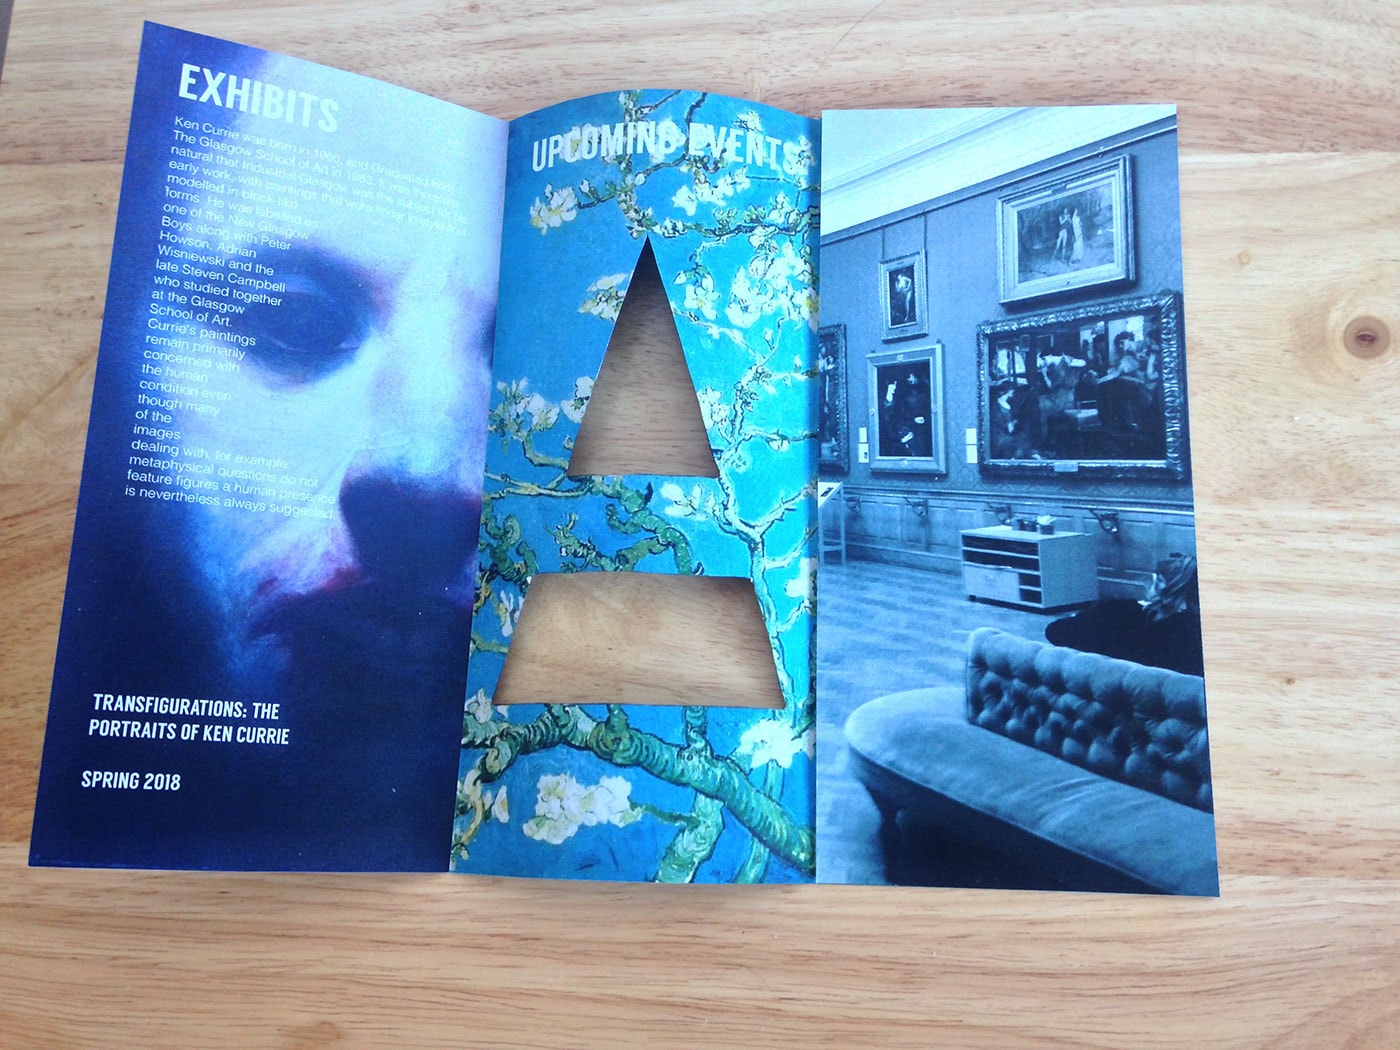 EXHIBITS
Ken Currie was born in 1960, and Graduated from
The Glasgow School of Art in 1983. It was therefore
natural that Industrial Glasgow was the subject of
early work, with paintings that were linear in style and
modelled in block-like
forms. He was labelled as
one of the New Glasgow
Boys along with Peter
Howson, Adrian
Wisniewski and the
late Steven Campbell
who studied together
at the Glasgow
School of Art.
Currie's paintings
remain primarily
concerned with
the human
condition even
though many
of the
images
dealing with, for example,
metaphysical questions do not
feature figures a human presence
is nevertheless always suggested.
TRANSFIGURATIONS: THE
PORTRAITS OF KEN CURRIE
SPRING 2018
UPCOMING EVENTS